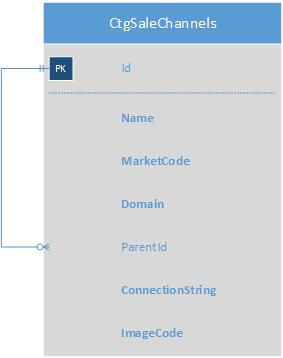 CtgSaleChannels
PK
Id
Name
MarketCode
Domain
ParentId
ConnectionString
ImageCode